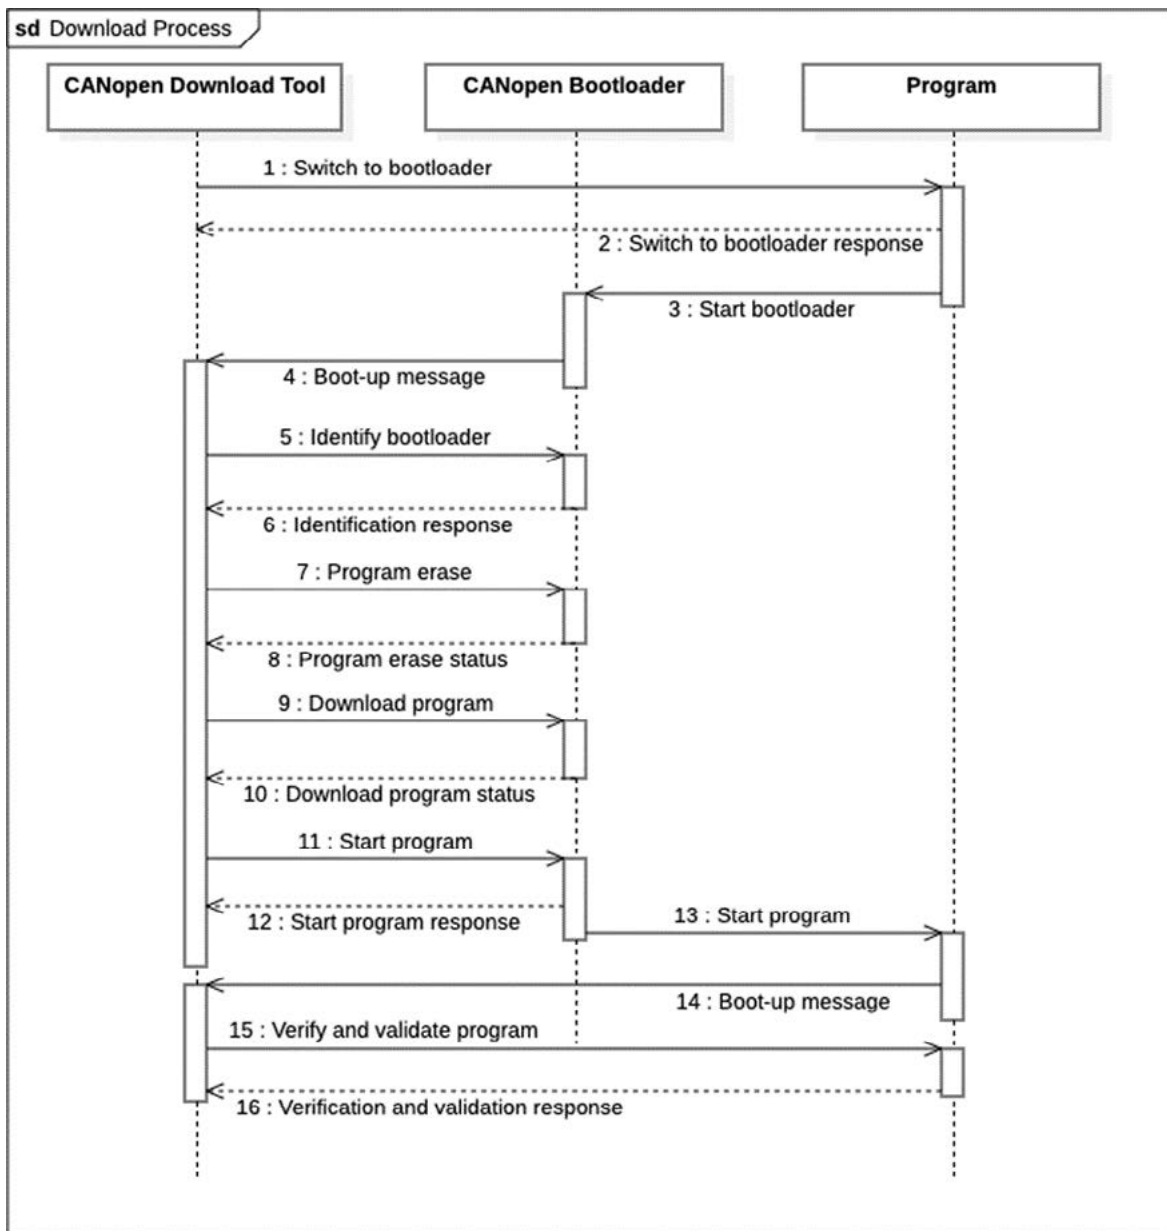 sd Download Process
CANopen Download Tool
CANopen Bootloader
Program
1 : Switch to bootloader
2 : Switch to bootloader response
3 : Start bootloader
4 : Boot-up message
5 : Identify bootloader
6 : Identification response
7 : Program erase
8 : Program erase status
9 : Download program
10 : Download program status
11 : Start program
12 : Start program response
13 : Start program
14 : Boot-up message
15 : Verify and validate program
16 : Verification and validation response